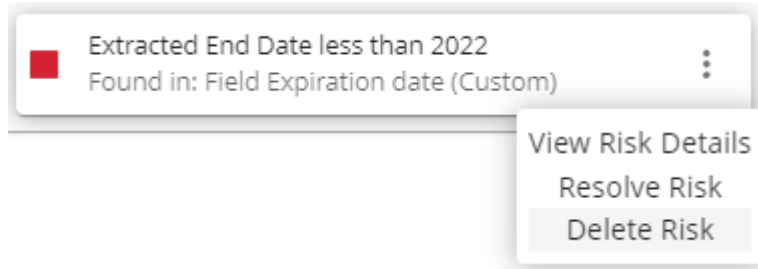 Extracted End Date less than 2022
Found in: Field Expiration date (Custom)
View Risk Details
Resolve Risk
Delete Risk